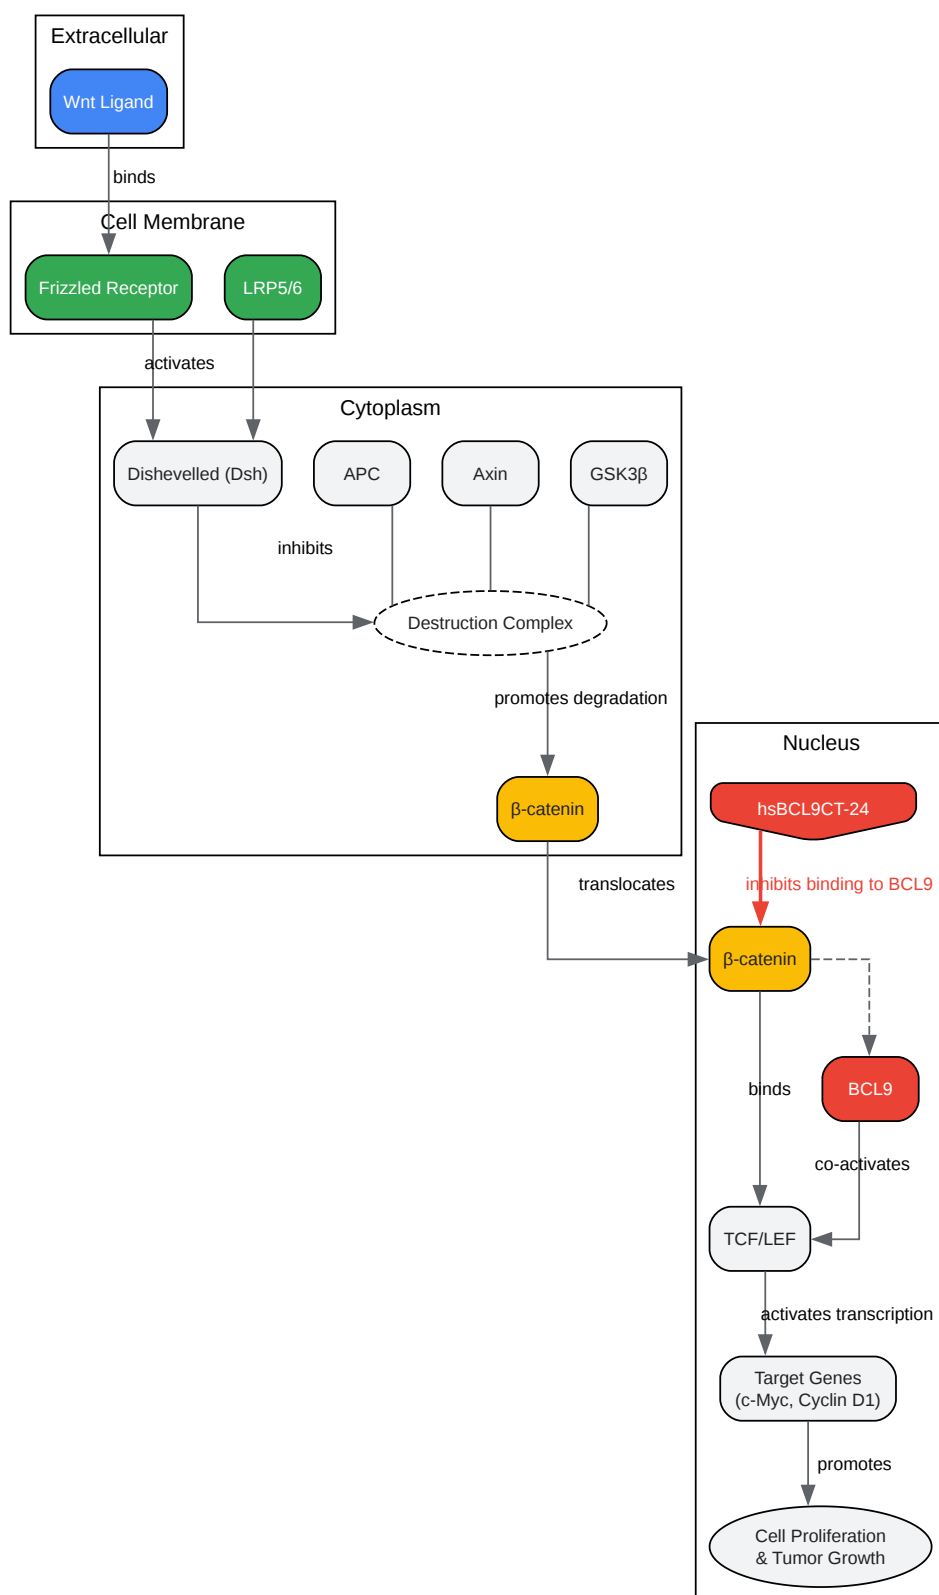 Extracellular
Wnt Ligand
binds
Cell Membrane
Frizzled Receptor
LRP5/6
activates
Cytoplasm
Dishevelled (Dsh)
APC
Axin
GSK3β
inhibits
Destruction Complex
promotes degradation
β-catenin
translocates
Nucleus
hsBCL9CT-24
inhibits binding to BCL9
β-catenin
binds
BCL9
co-activates
TCF/LEF
activates transcription
Target Genes
(c-Myc, Cyclin D1)
promotes
Cell Proliferation
& Tumor Growth